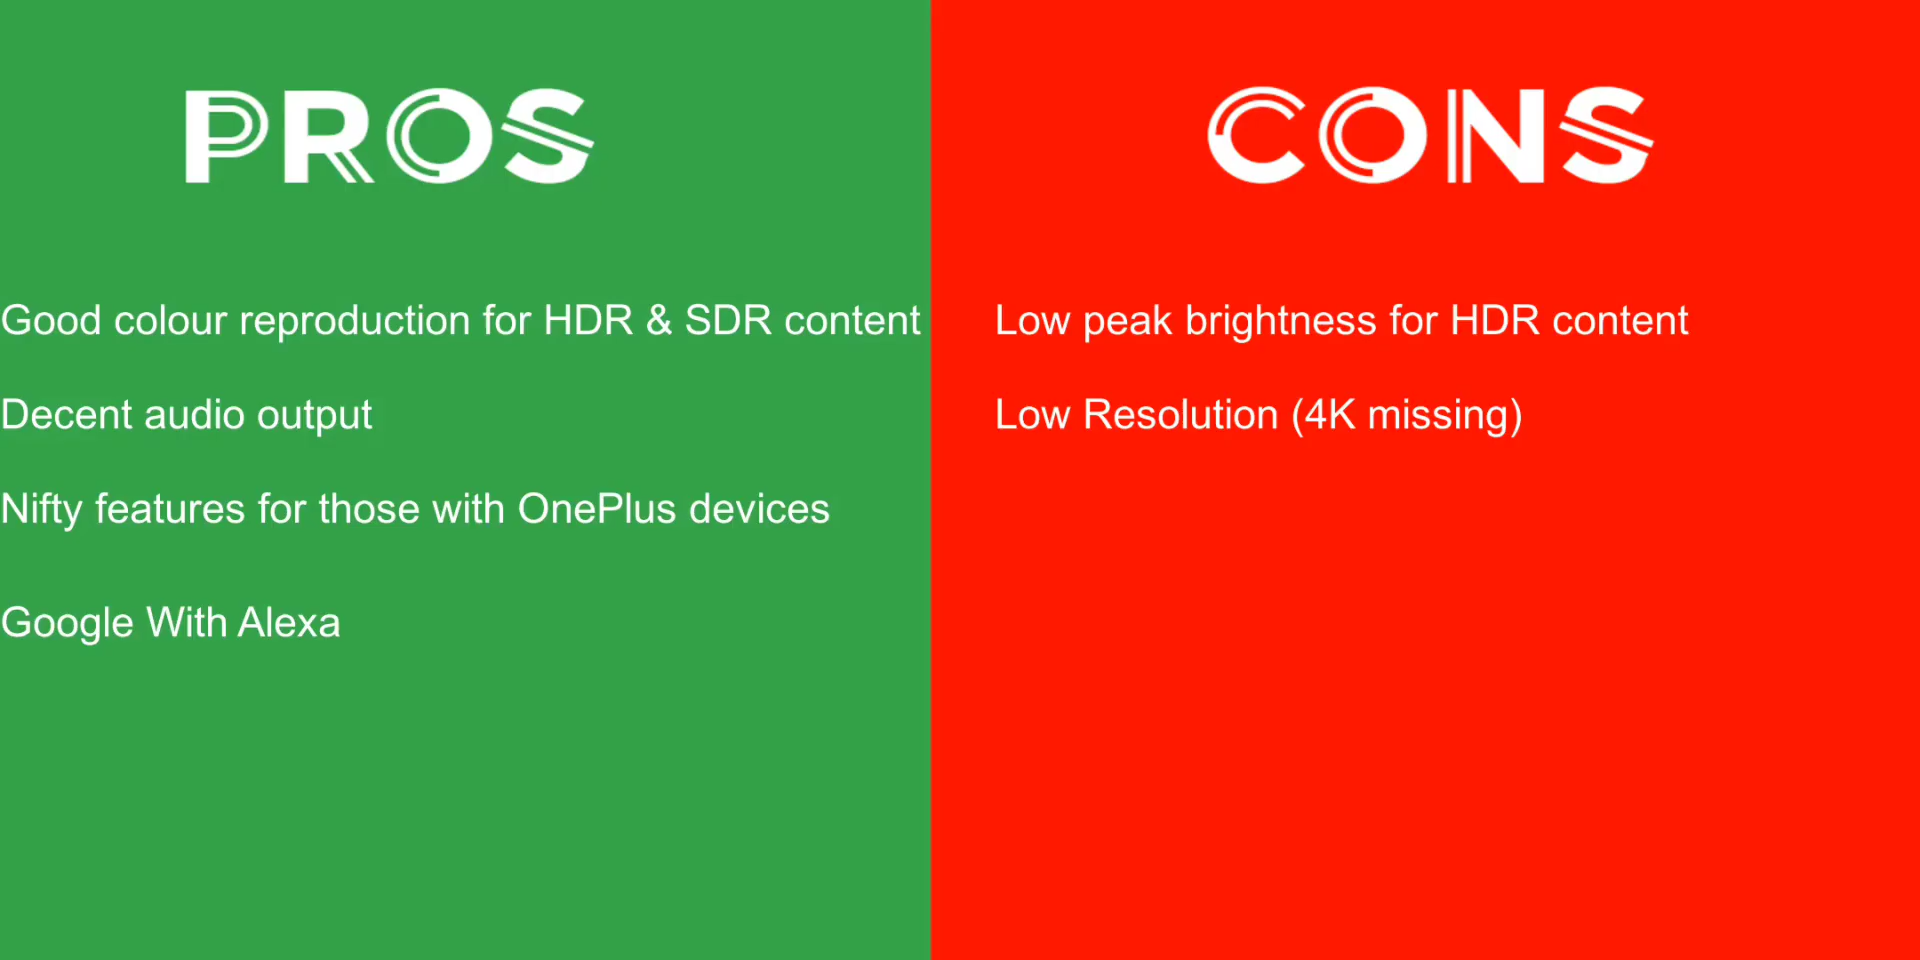 PROS
Good colour reproduction for HDR & SDR content
Decent audio output
Nifty features for those with OnePlus devices
Google With Alexa
CONS
Low peak brightness for HDR content
Low Resolution (4K missing)